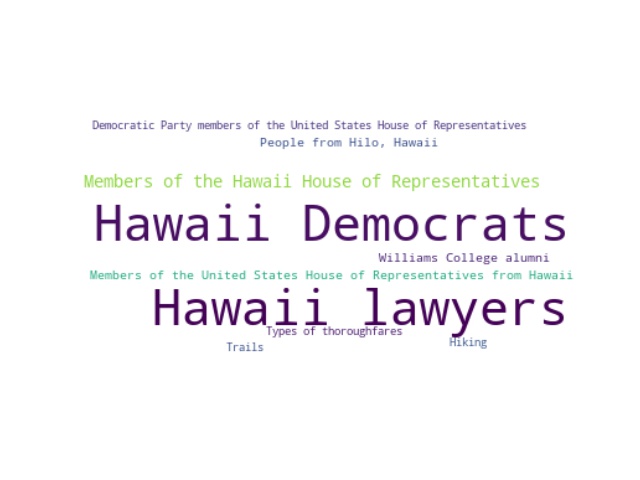 Democratic Party members of the United States House of Representatives
People from Hilo, Hawaii
Members of the Hawaii House of Representatives
Hawaii Democrats
Williams College alumni
Members of the United States House of Representatives from Hawaii
Hawaii lawyers
Types of thoroughfares
Hiking
Trails